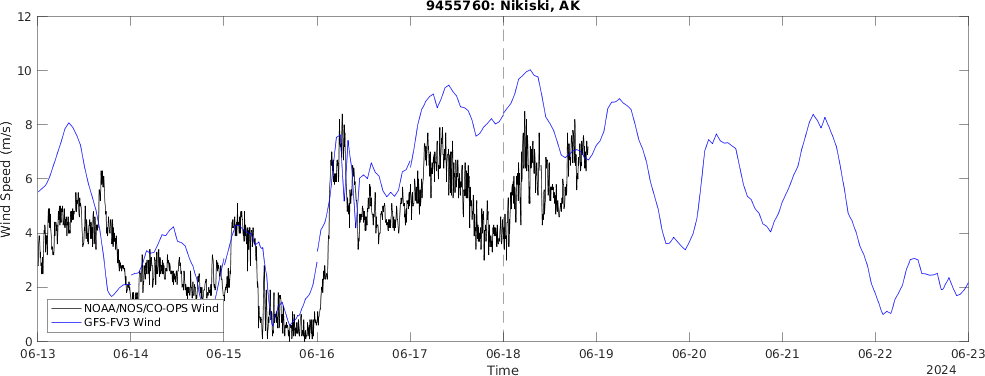 9455760: Nikiski, AK
Wind Speed (m/s)
12
10
8
6
4
2
0
NOAA/NOS/CO-OPS Wind
GFS-FV3 Wind
06-13 06-14 06-15 06-16 06-17 06-18 06-19 06-20 06-21 06-22 06-23
Time
2024